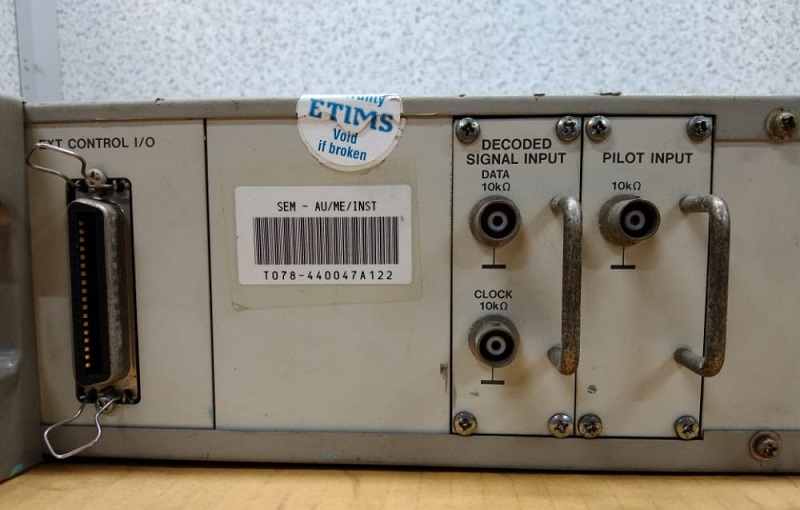 EXT CONTROL I/O
ETIMS
Void
if broken
SEM - AU/ME/INST
T078-440047A122
DECODED
SIGNAL INPUT
DATA
10kΩ
CLOCK
10kΩ
PILOT INPUT
10kΩ